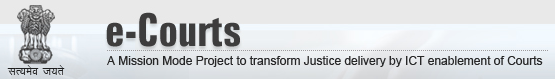 e-Courts
A Mission Mode Project to transform Justice delivery by ICT enablement of Courts
सत्यमेव जयते